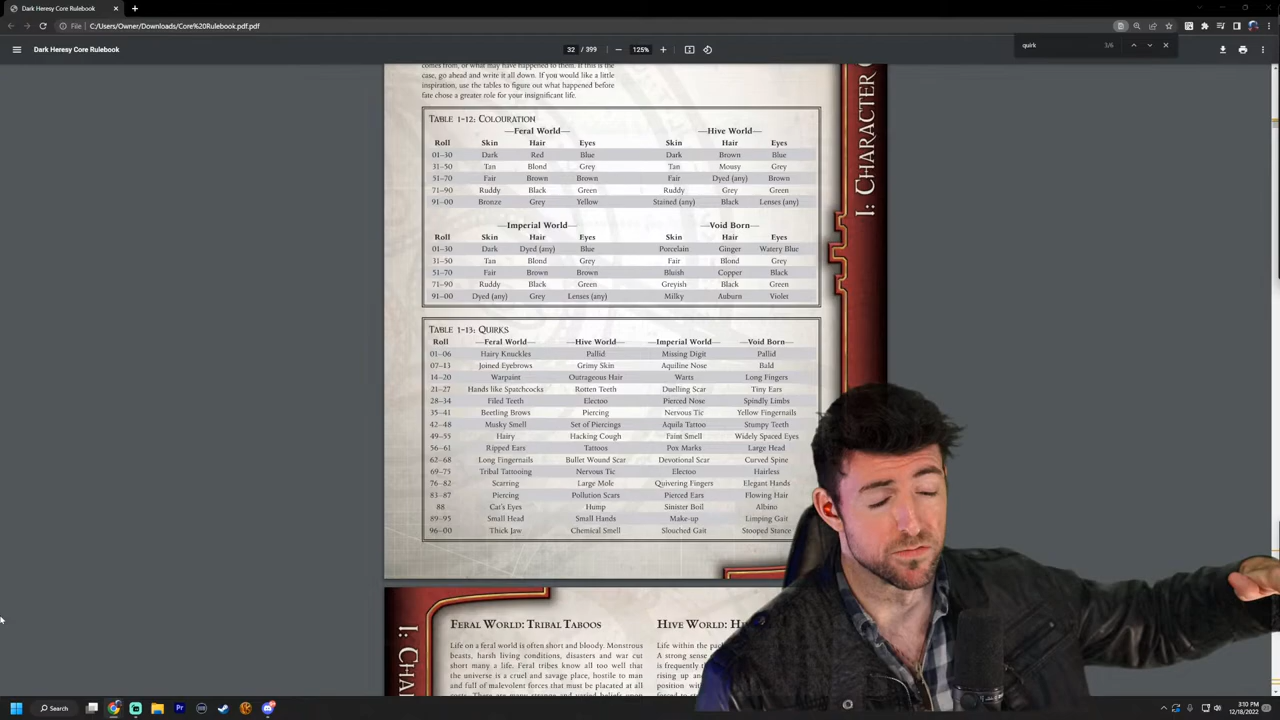 Dark Heresy Core Rulebook
C:/Users/Owner/Downloads/Core%20Rulebook.pdf.pdf
quirk 3/6
Dark Heresy Core Rulebook 32 / 399 125%
comes from, or what may have happened to them. If this is the
case, go ahead and write it all down. If you would like a little
inspiration, use the tables to figure out what happened before
fate chose a greater role for your insignificant life.
I: CHARACTER
TABLE 1-12: COLOURATION
—Feral World— —Hive World—
Roll Skin Hair Eyes Skin Hair Eyes
01–30 Dark Red Blue Dark Brown Blue
31–50 Tan Blond Grey Tan Mousy Grey
51–70 Fair Brown Brown Fair Dyed (any) Brown
71–90 Ruddy Black Green Ruddy Grey Green
91–00 Bronze Grey Yellow Stained (any) Black Lenses (any)
—Imperial World— —Void Born—
Roll Skin Hair Eyes Skin Hair Eyes
01–30 Dark Dyed (any) Blue Porcelain Ginger Watery Blue
31–50 Tan Blond Grey Fair Blond Grey
51–70 Fair Brown Brown Bluish Copper Black
71–90 Ruddy Black Green Greyish Black Green
91–00 Dyed (any) Grey Lenses (any) Milky Auburn Violet
TABLE 1-13: QUIRKS
Roll —Feral World— —Hive World— —Imperial World— —Void Born—
01–06 Hairy Knuckles Pallid Missing Digit Pallid
07–13 Joined Eyebrows Grimy Skin Aquiline Nose Bald
14–20 Warpaint Outrageous Hair Warts Long Fingers
21–27 Hands like Spatchcocks Rotten Teeth Duelling Scar Tiny Ears
28–34 Filed Teeth Electoo Pierced Nose Spindly Limbs
35–41 Beetling Brows Piercing Nervous Tic Yellow Fingernails
42–48 Musky Smell Set of Piercings Aquila Tattoo Stumpy Teeth
49–55 Hairy Hacking Cough Faint Smell Widely Spaced Eyes
56–61 Ripped Ears Tattoos Pox Marks Large Head
62–68 Long Fingernails Bullet Wound Scar Devotional Scar Curved Spine
69–75 Tribal Tattooing Nervous Tic Electoo Hairless
76–82 Scarring Large Mole Quivering Fingers Elegant Hands
83–87 Piercing Pollution Scars Pierced Ears Flowing Hair
88 Cat's Eyes Hump Sinister Boil Albino
89–95 Small Head Small Hands Make-up Limping Gait
96–00 Thick Jaw Chemical Smell Slouched Gait Stooped Stance
I: CHA
FERAL WORLD: TRIBAL TABOOS
Life on a feral world is often short and bloody. Monstrous
beasts, harsh living conditions, disasters and war cut
short many a life. Feral tribes know all too well that
the universe is a cruel and savage place, hostile to man
and full of malevolent forces that must be placated at all
HIVE WORLD: H
Life within the pac
A strong sense
is frequently t
rising up an
position wit
Search
3:10 PM
12/18/2022